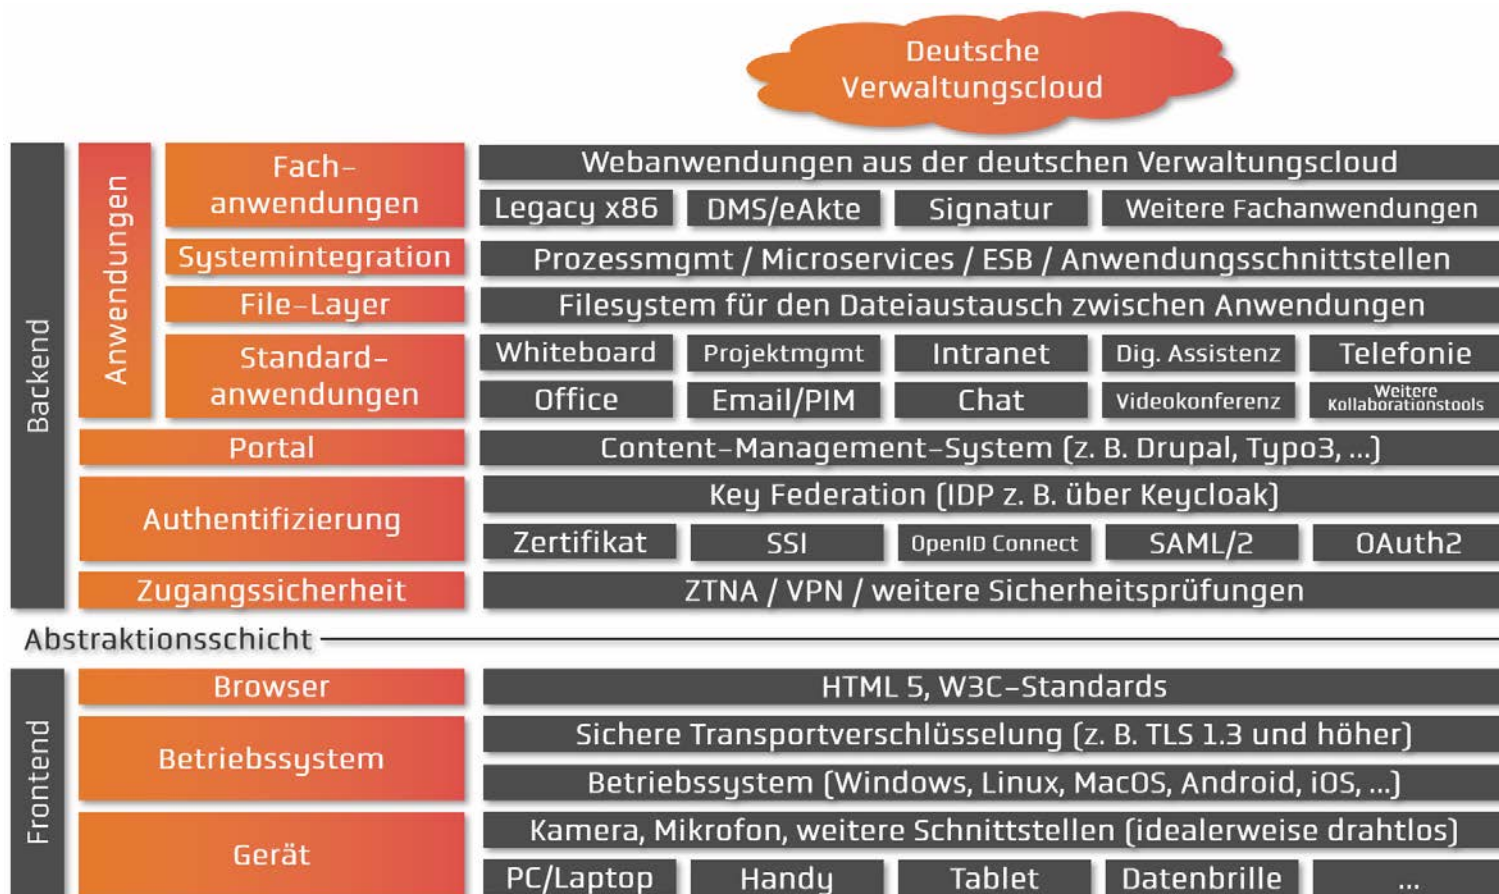 Deutsche
Verwaltungscloud
Backend
Anwendungen
Fach-
anwendungen
Webanwendungen aus der deutschen Verwaltungscloud
Legacy x86 DMS/eAkte Signatur Weitere Fachanwendungen
Systemintegration Prozessmgmt / Microservices / ESB / Anwendungsschnittstellen
File-Layer Filesystem für den Dateiaustausch zwischen Anwendungen
Standard-
anwendungen
Whiteboard Projektmgmt Intranet Dig. Assistenz Telefonie
Office Email/PIM Chat Videokonferenz Weitere
Kollaborationstools
Portal Content-Management-System (z. B. Drupal, Typo3, ...)
Authentifizierung
Key Federation (IDP z. B. über Keycloak)
Zertifikat SSI OpenID Connect SAML/2 OAuth2
Zugangssicherheit ZTNA / VPN / weitere Sicherheitsprüfungen
Abstraktionsschicht
Frontend
Browser HTML 5, W3C-Standards
Betriebssystem
Sichere Transportverschlüsselung (z. B. TLS 1.3 und höher)
Betriebssystem (Windows, Linux, MacOS, Android, iOS, ...)
Gerät
Kamera, Mikrofon, weitere Schnittstellen (idealerweise drahtlos)
PC/Laptop Handy Tablet Datenbrille ...